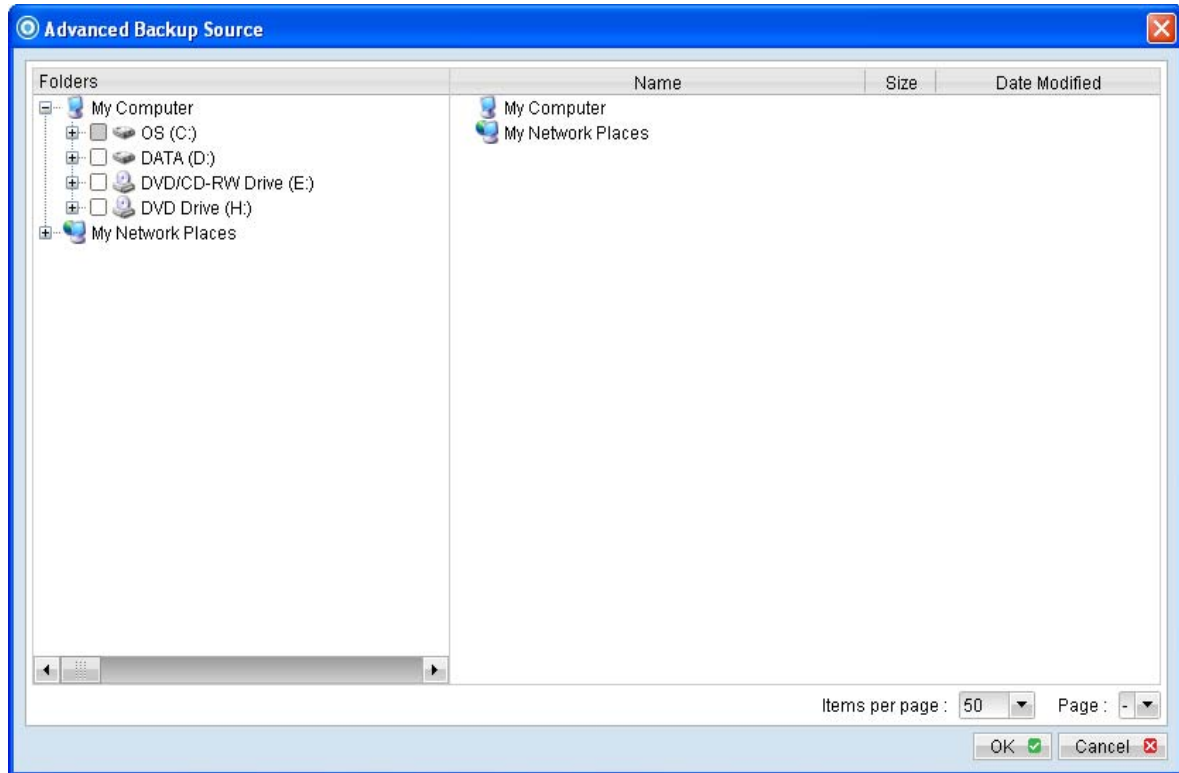 Advanced Backup Source
Folders Name Size Date Modified
My Computer My Computer
OS (C:) My Network Places
DATA (D:)
DVD/CD-RW Drive (E:)
DVD Drive (H:)
My Network Places
Items per page : 50 Page : -
OK Cancel